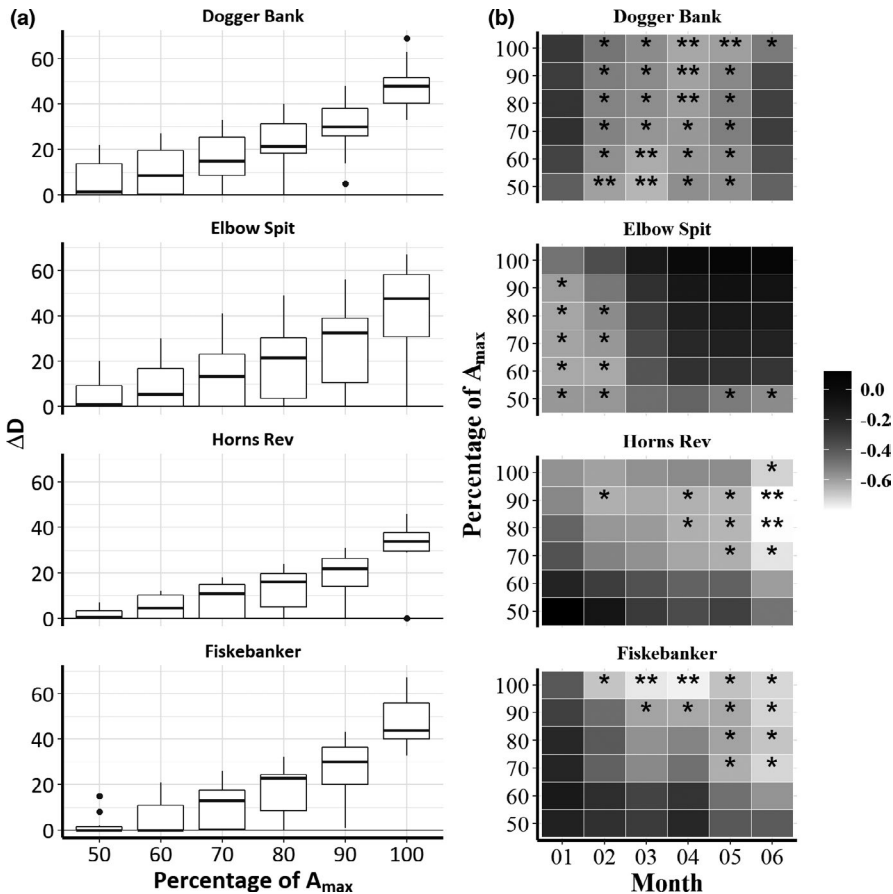 (a)
Dogger Bank
60
40
20
0
Elbow Spit
60
40
20
0
Horns Rev
60
40
20
0
Fiskebanker
60
40
20
0
50 60 70 80 90 100
Percentage of Amax
ΔD
(b)
Dogger Bank
100 * * ** ** *
90 * * ** *
80 * * ** *
70 * * * *
60 * ** * *
50 ** ** * *
Elbow Spit
100
90 *
80 * *
70 * *
60 * *
50 * * * *
Horns Rev
100 *
90 * * * **
80 * * **
70 * *
60
50
Fiskebanker
100 * ** ** * *
90 * * * *
80 * *
70 * *
60
50
01 02 03 04 05 06
Month
Percentage of Amax
0.0
-0.2
-0.4
-0.6